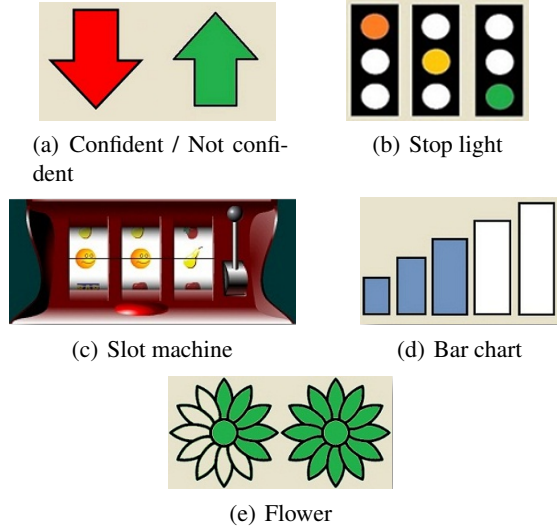 (a) Confident / Not confi-
dent
(b) Stop light
(c) Slot machine
(d) Bar chart
(e) Flower